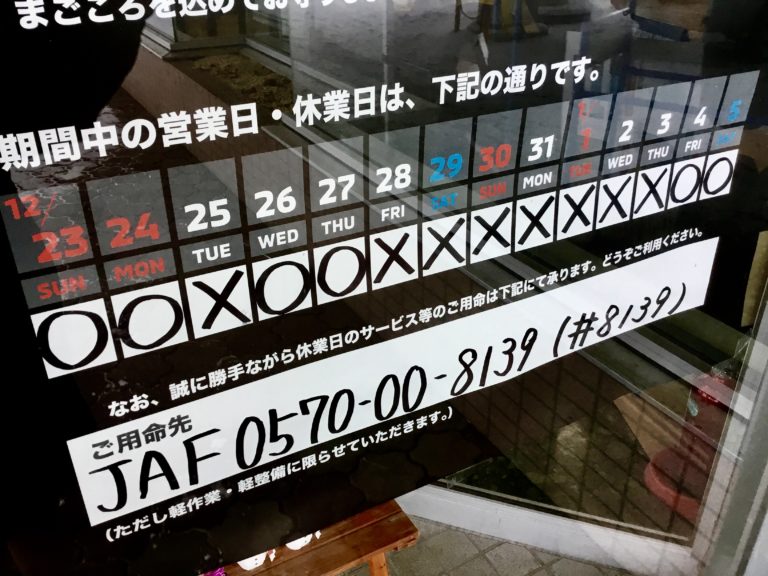 まごころを込めてお守りしま
期間中の営業日・休業日は、下記の通りです。
12/23 24 25 26 27 28 29 30 31 1/1 2 3 4 5
SUN MON TUE WED THU FRI SAT SUN MON TUE WED THU FRI SAT
○ ○ × ○ ○ × × × × × × × ○ ○
なお、誠に勝手ながら休業日のサービス等のご用命は下記にて承ります。どうぞご利用ください。
ご用命先
JAF 0570-00-8139 (#8139)
(ただし軽作業・軽整備に限らせていただきます。)